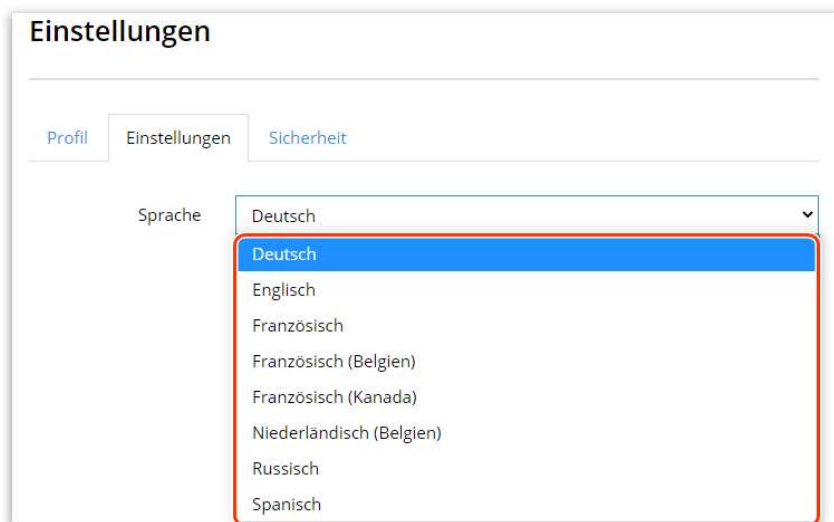 Einstellungen
Profil Einstellungen Sicherheit
Sprache Deutsch
Deutsch
Englisch
Französisch
Französisch (Belgien)
Französisch (Kanada)
Niederländisch (Belgien)
Russisch
Spanisch